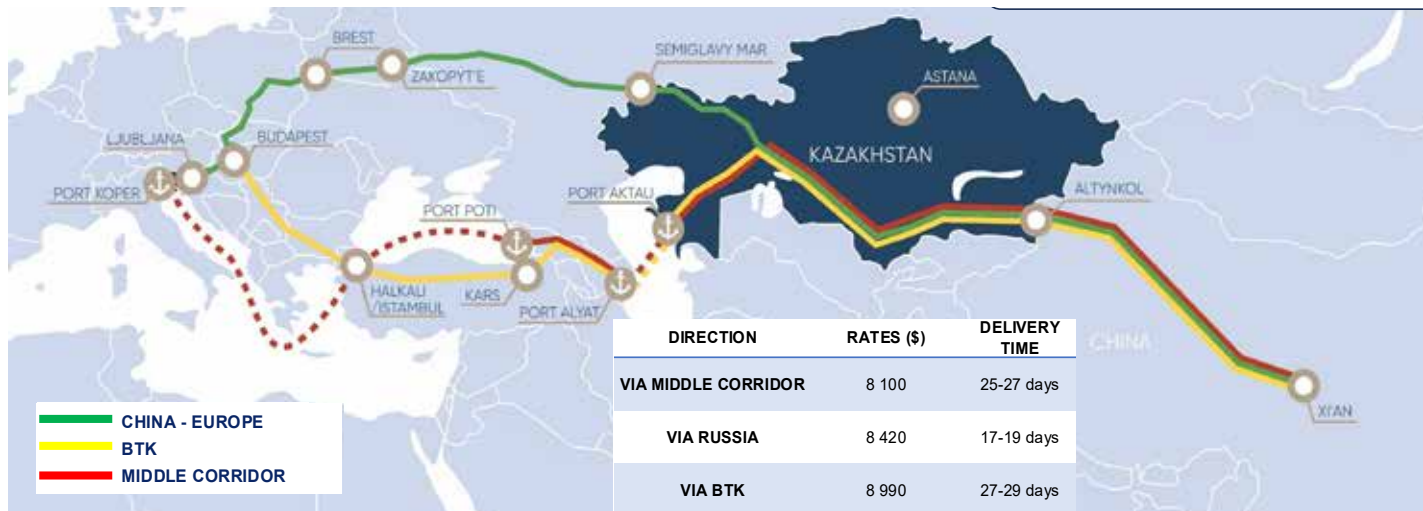 BREST
ZAKOPYT'E
SEMIGLAVY MAR
ASTANA
LJUBLJANA
BUDAPEST
KAZAKHSTAN
PORT KOPER
PORT AKTAU
ALTYNKOL
PORT POTI
HALKALI
/ISTAMBUL
KARS
PORT ALYAT
CHINA
XI'AN
DIRECTION RATES ($) DELIVERY
TIME
VIA MIDDLE CORRIDOR 8 100 25-27 days
VIA RUSSIA 8 420 17-19 days
VIA BTK 8 990 27-29 days
CHINA - EUROPE
BTK
MIDDLE CORRIDOR